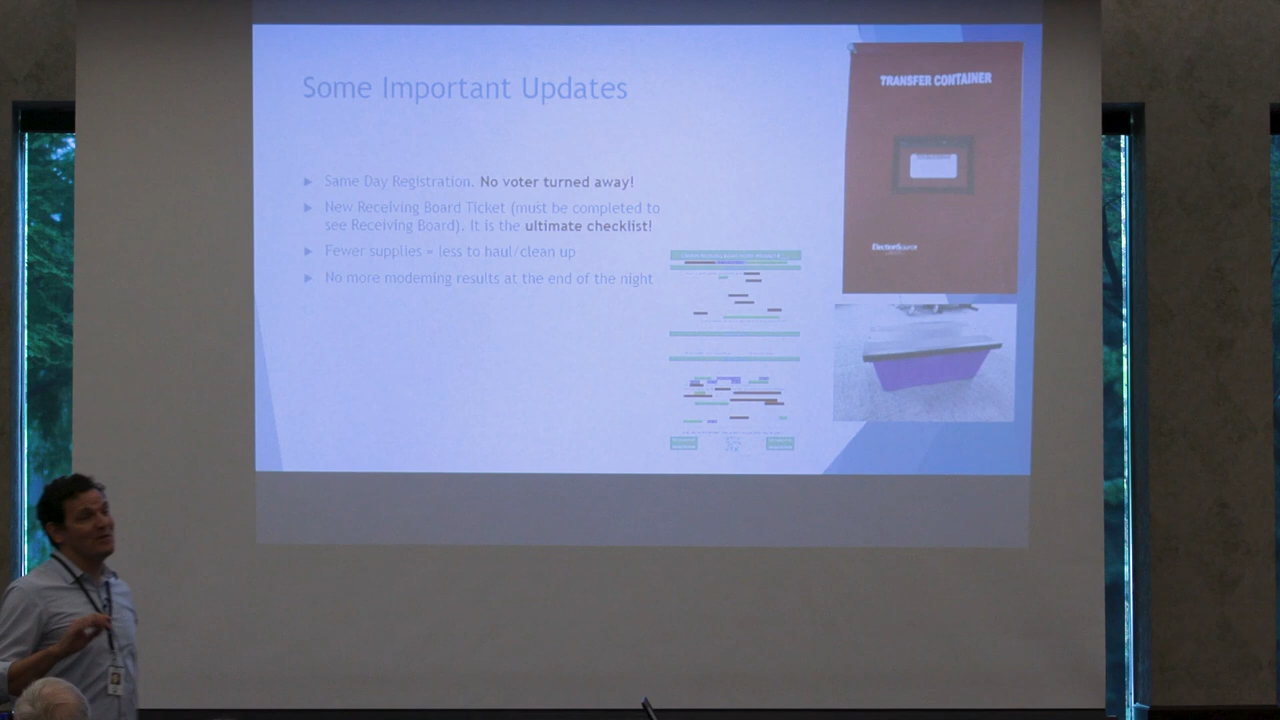 Some Important Updates
TRANSFER CONTAINER
Same Day Registration. No voter turned away!
New Receiving Board Ticket (must be completed to
see Receiving Board). It is the ultimate checklist!
Fewer supplies = less to haul/clean up
No more modeming results at the end of the night
ElectionSource